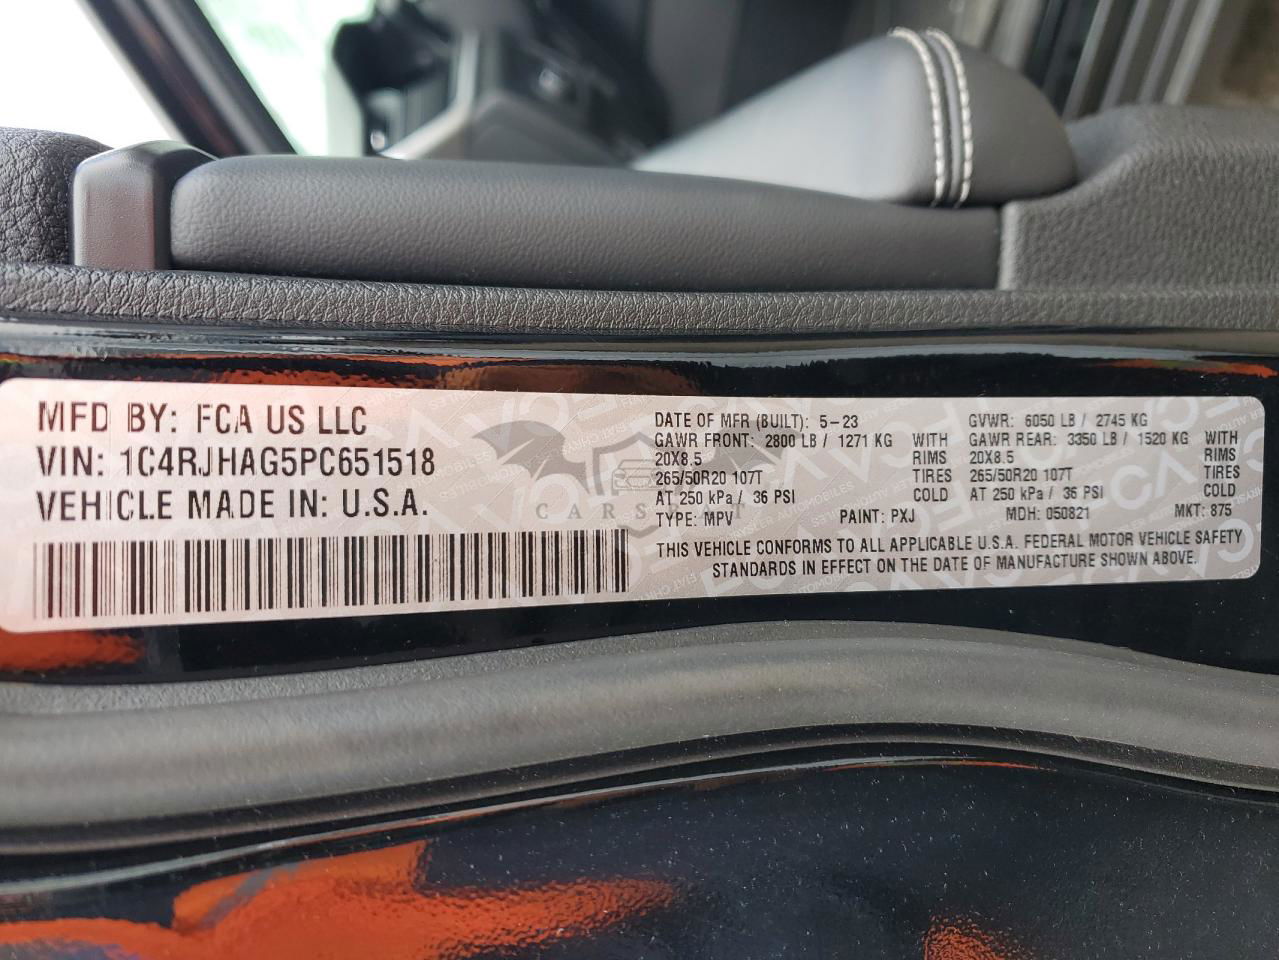 MFD BY: FCA US LLC
VIN: 1C4RJHAG5PC651518
VEHICLE MADE IN: U.S.A.
DATE OF MFR (BUILT): 5-23 GVWR: 6050 LB / 2745 KG
GAWR FRONT: 2800 LB / 1271 KG WITH GAWR REAR: 3350 LB / 1520 KG WITH
20X8.5 RIMS 20X8.5 RIMS
265/50R20 107T TIRES 265/50R20 107T TIRES
AT 250 kPa / 36 PSI COLD AT 250 kPa / 36 PSI COLD
TYPE: MPV PAINT: PXJ MDH: 050821 MKT: 875
THIS VEHICLE CONFORMS TO ALL APPLICABLE U.S.A. FEDERAL MOTOR VEHICLE SAFETY
STANDARDS IN EFFECT ON THE DATE OF MANUFACTURE SHOWN ABOVE.